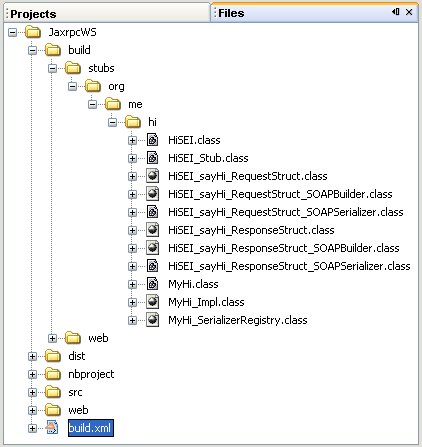 Projects
Files
JaxrpcWS
build
stubs
org
me
hi
HiSEI.class
HiSEI_Stub.class
HiSEI_sayHi_RequestStruct.class
HiSEI_sayHi_RequestStruct_SOAPBuilder.class
HiSEI_sayHi_RequestStruct_SOAPSerializer.class
HiSEI_sayHi_ResponseStruct.class
HiSEI_sayHi_ResponseStruct_SOAPBuilder.class
HiSEI_sayHi_ResponseStruct_SOAPSerializer.class
MyHi.class
MyHi_Impl.class
MyHi_SerializerRegistry.class
web
dist
nbproject
src
web
build.xml